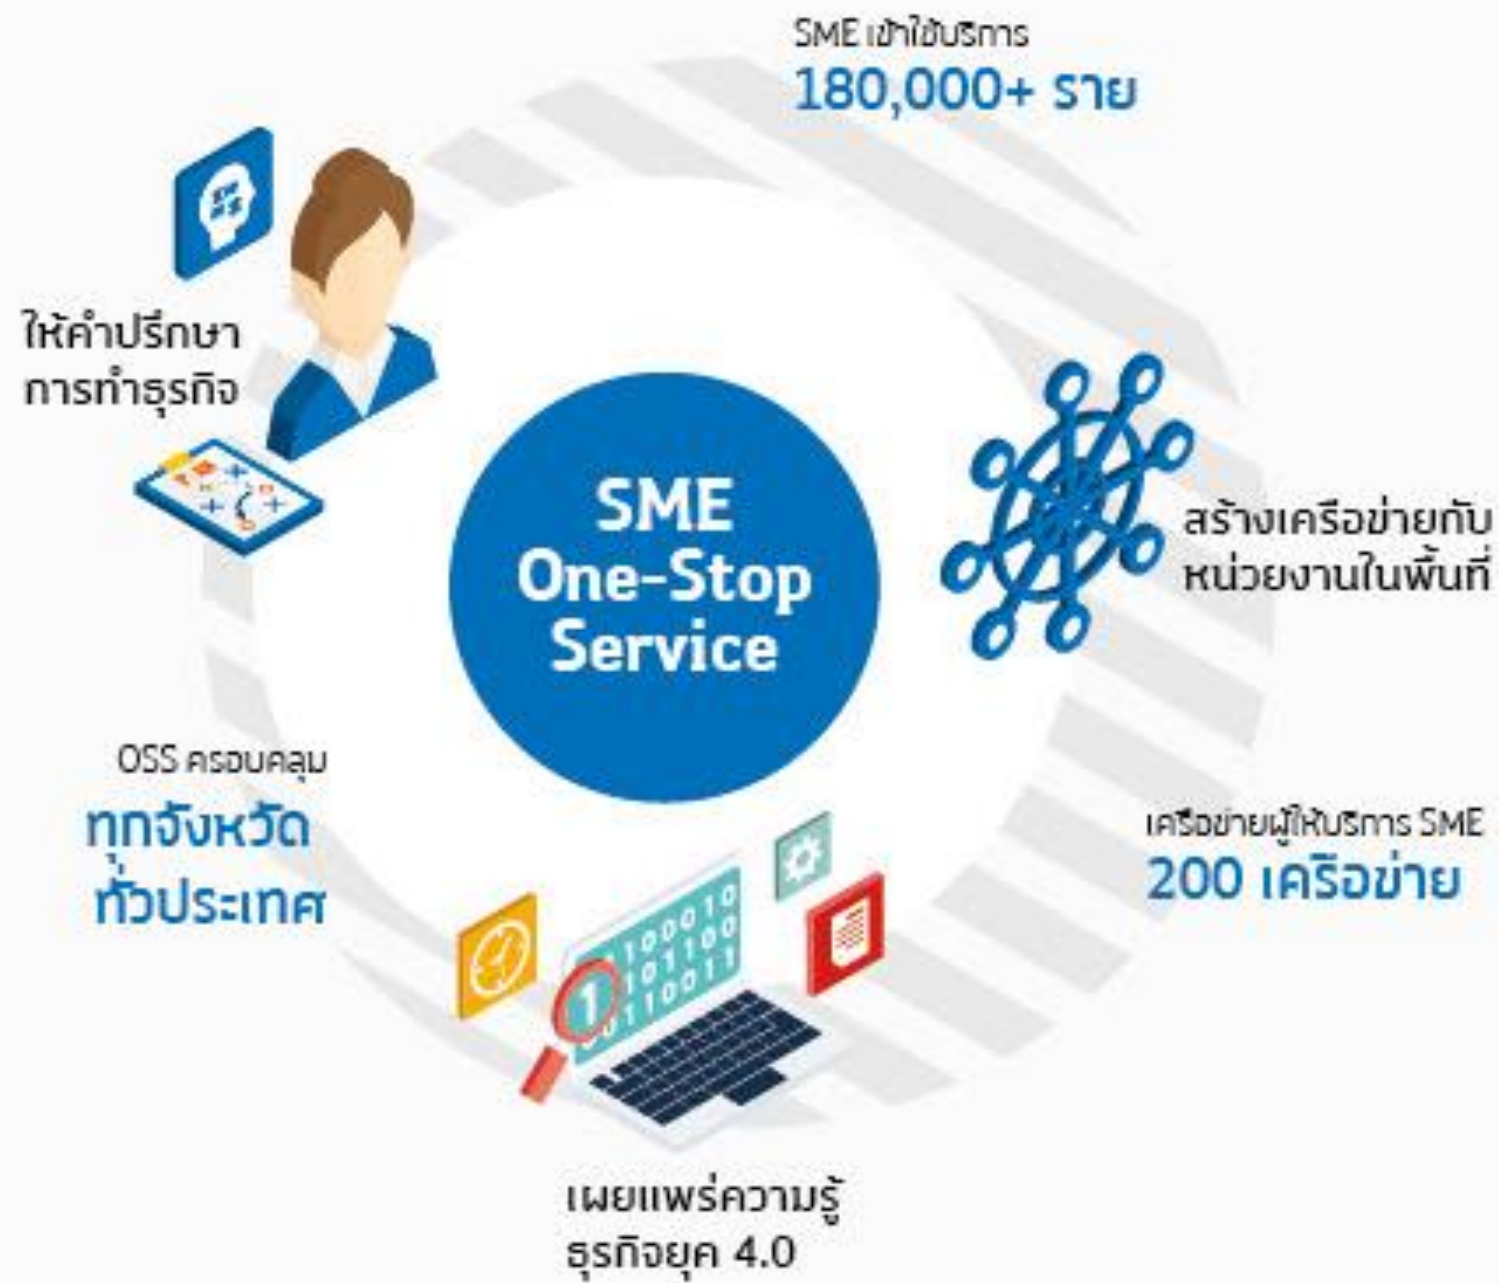 SME เข้าใช้บริการ
180,000+ ราย
ให้คำปรึกษา
การทำธุรกิจ
SME
One-Stop
Service
สร้างเครือข่ายกับ
หน่วยงานในพื้นที่
OSS ครอบคลุม
ทุกจังหวัด
ทั่วประเทศ
เครือข่ายผู้ให้บริการ SME
200 เครือข่าย
100010
101100
1
00110011
เผยแพร่ความรู้
ธุรกิจยุค 4.0